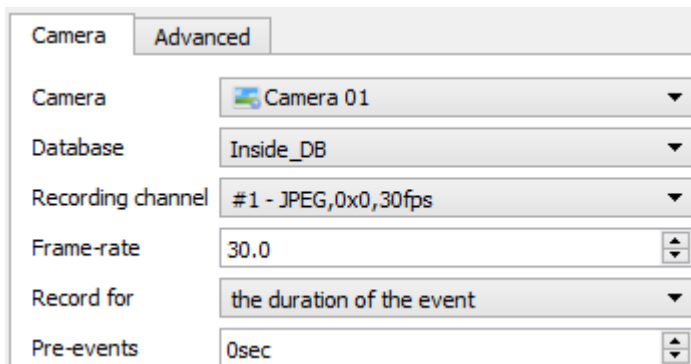 Camera Advanced
Camera Camera 01
Database Inside_DB
Recording channel #1 - JPEG,0x0,30fps
Frame-rate 30.0
Record for the duration of the event
Pre-events 0sec